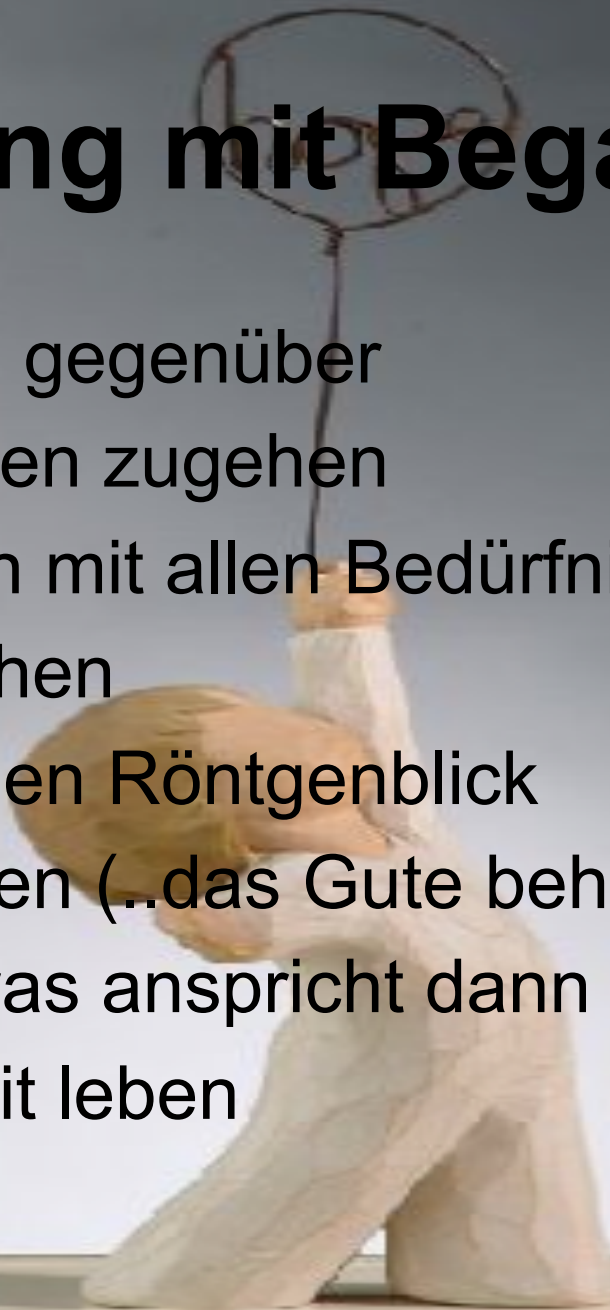 ng mit Bega
gegenüber
en zugehen
n mit allen Bedürfn
hen
en Röntgenblick
en (..das Gute beh
as anspricht dann
it leben